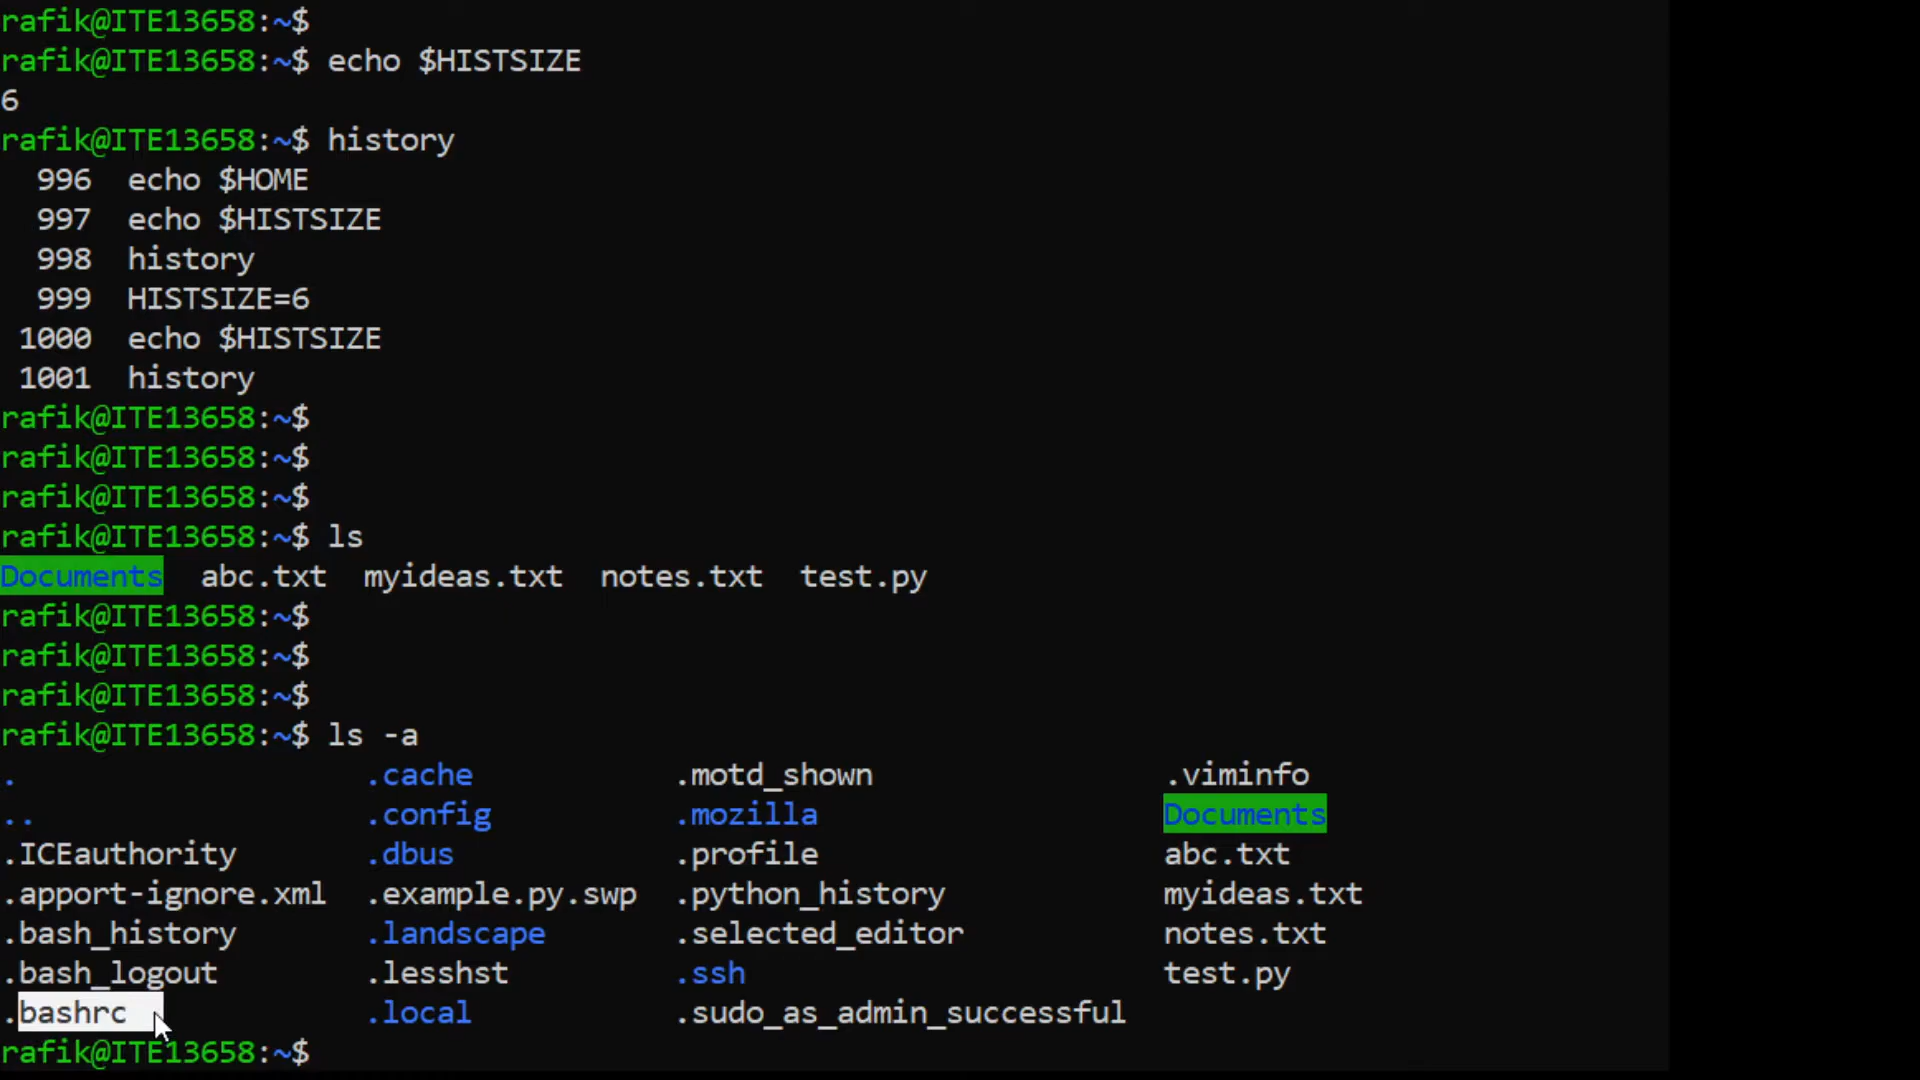 rafik@ITE13658:~$
rafik@ITE13658:~$ echo $HISTSIZE
6
rafik@ITE13658:~$ history
  996  echo $HOME
  997  echo $HISTSIZE
  998  history
  999  HISTSIZE=6
 1000  echo $HISTSIZE
 1001  history
rafik@ITE13658:~$
rafik@ITE13658:~$
rafik@ITE13658:~$
rafik@ITE13658:~$ ls
Documents  abc.txt  myideas.txt  notes.txt  test.py
rafik@ITE13658:~$
rafik@ITE13658:~$
rafik@ITE13658:~$
rafik@ITE13658:~$ ls -a
.                   .cache            .motd_shown                .viminfo
..                  .config           .mozilla                   Documents
.ICEauthority       .dbus             .profile                   abc.txt
.apport-ignore.xml  .example.py.swp   .python_history            myideas.txt
.bash_history       .landscape        .selected_editor           notes.txt
.bash_logout        .lesshst          .ssh                       test.py
.bashrc             .local            .sudo_as_admin_successful
rafik@ITE13658:~$